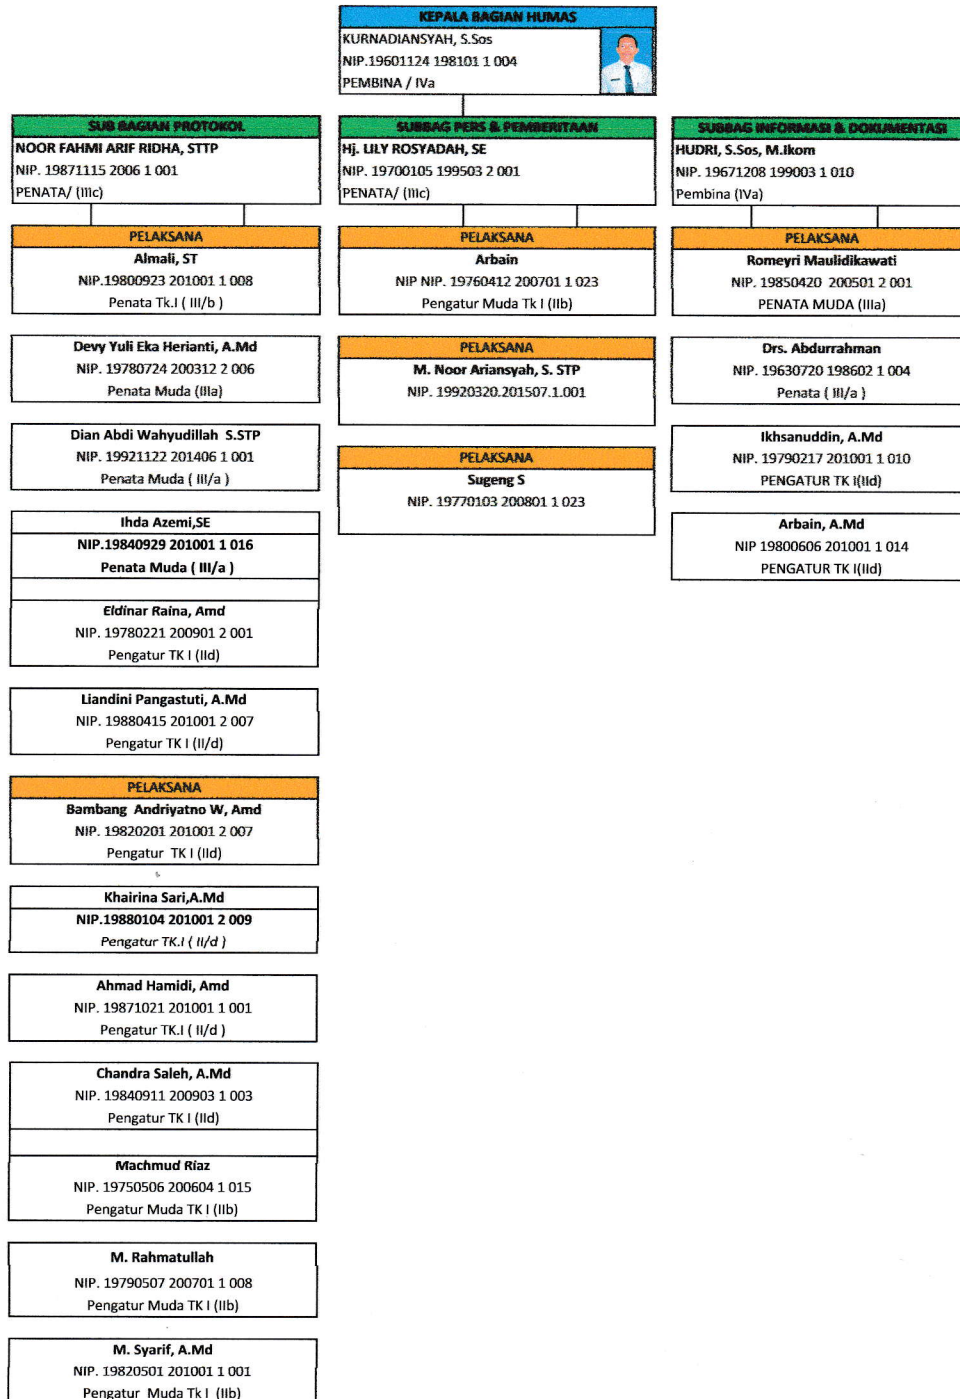 KEPALA BAGIAN HUMAS
KURNADIANSYAH, S.Sos
NIP.19601124 198101 1 004
PEMBINA / IVa
SUB BAGIAN PROTOKOL
NOOR FAHMI ARIF RIDHA, STTP
NIP. 19871115 2006 1 001
PENATA/ (IIIc)
PELAKSANA
Almali, ST
NIP.19800923 201001 1 008
Penata Tk.I ( III/b )
Devy Yuli Eka Herianti, A.Md
NIP. 19780724 200312 2 006
Penata Muda (IIIa)
Dian Abdi Wahyudillah  S.STP
NIP. 19921122 201406 1 001
Penata Muda ( III/a )
Ihda Azemi,SE
NIP.19840929 201001 1 016
Penata Muda ( III/a )
Eldinar Raina, Amd
NIP. 19780221 200901 2 001
Pengatur TK I (IId)
Liandini Pangastuti, A.Md
NIP. 19880415 201001 2 007
Pengatur TK I (II/d)
PELAKSANA
Bambang  Andriyatno W, Amd
NIP. 19820201 201001 2 007
Pengatur  TK I (IId)
Khairina Sari,A.Md
NIP.19880104 201001 2 009
Pengatur TK.I ( II/d )
Ahmad Hamidi, Amd
NIP. 19871021 201001 1 001
Pengatur TK.I ( II/d )
Chandra Saleh, A.Md
NIP. 19840911 200903 1 003
Pengatur TK I (IId)
Machmud Riaz
NIP. 19750506 200604 1 015
Pengatur Muda TK I (IIb)
M. Rahmatullah
NIP. 19790507 200701 1 008
Pengatur Muda TK I (IIb)
M. Syarif, A.Md
NIP. 19820501 201001 1 001
Pengatur  Muda Tk I  (IIb)
SUBBAG PERS & PEMBERITAAN
Hj. LILY ROSYADAH, SE
NIP. 19700105 199503 2 001
PENATA/ (IIIc)
PELAKSANA
Arbain
NIP NIP. 19760412 200701 1 023
Pengatur Muda Tk I (IIb)
PELAKSANA
M. Noor Ariansyah, S. STP
NIP. 19920320.201507.1.001
PELAKSANA
Sugeng S
NIP. 19770103 200801 1 023
SUBBAG INFORMASI & DOKUMENTASI
HUDRI, S.Sos, M.Ikom
NIP. 19671208 199003 1 010
Pembina (IVa)
PELAKSANA
Romeyri Maulidikawati
NIP. 19850420  200501 2 001
PENATA MUDA (IIIa)
Drs. Abdurrahman
NIP. 19630720 198602 1 004
Penata ( III/a )
Ikhsanuddin, A.Md
NIP. 19790217 201001 1 010
PENGATUR TK I(IId)
Arbain, A.Md
NIP 19800606 201001 1 014
PENGATUR TK I(IId)